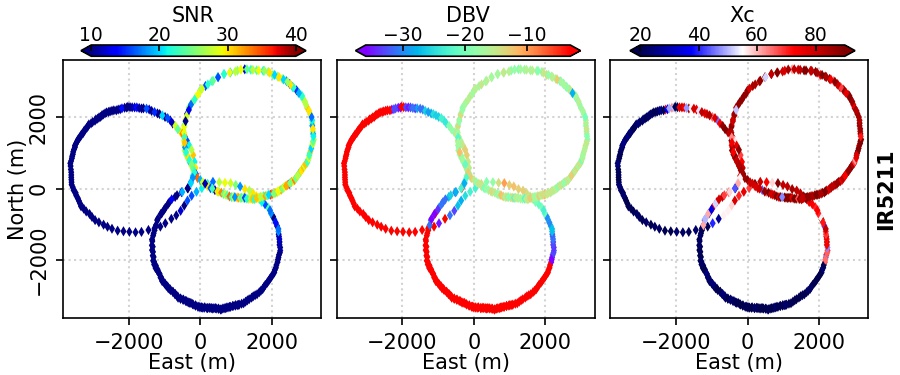 SNR
10 20 30 40
DBV
−30 −20 −10
Xc
20 40 60 80
North (m)
2000
0
−2000
−2000 0 2000
East (m)
−2000 0 2000
East (m)
−2000 0 2000
East (m)
IR5211